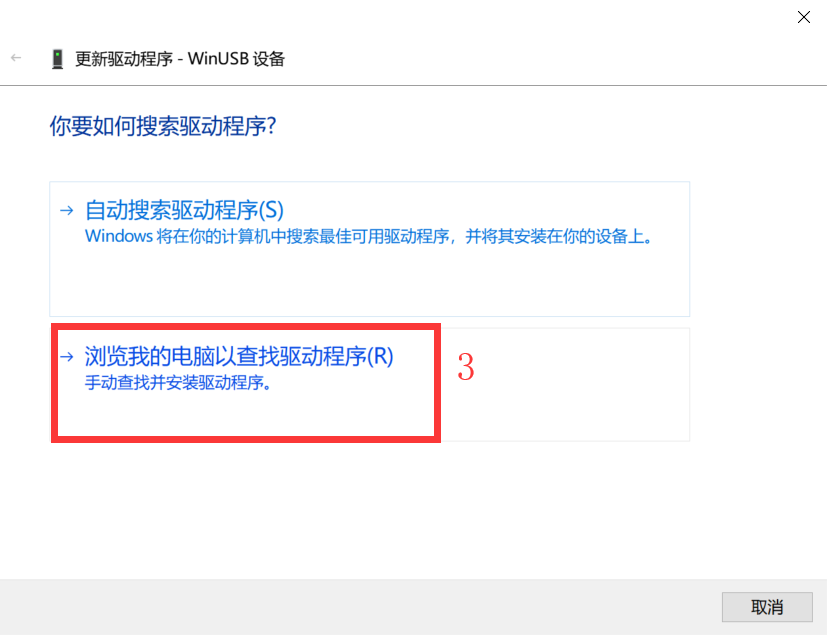 更新驱动程序 - WinUSB 设备
你要如何搜索驱动程序?
自动搜索驱动程序(S)
Windows 将在你的计算机中搜索最佳可用驱动程序，并将其安装在你的设备上。
浏览我的电脑以查找驱动程序(R)
手动查找并安装驱动程序。
3
取消